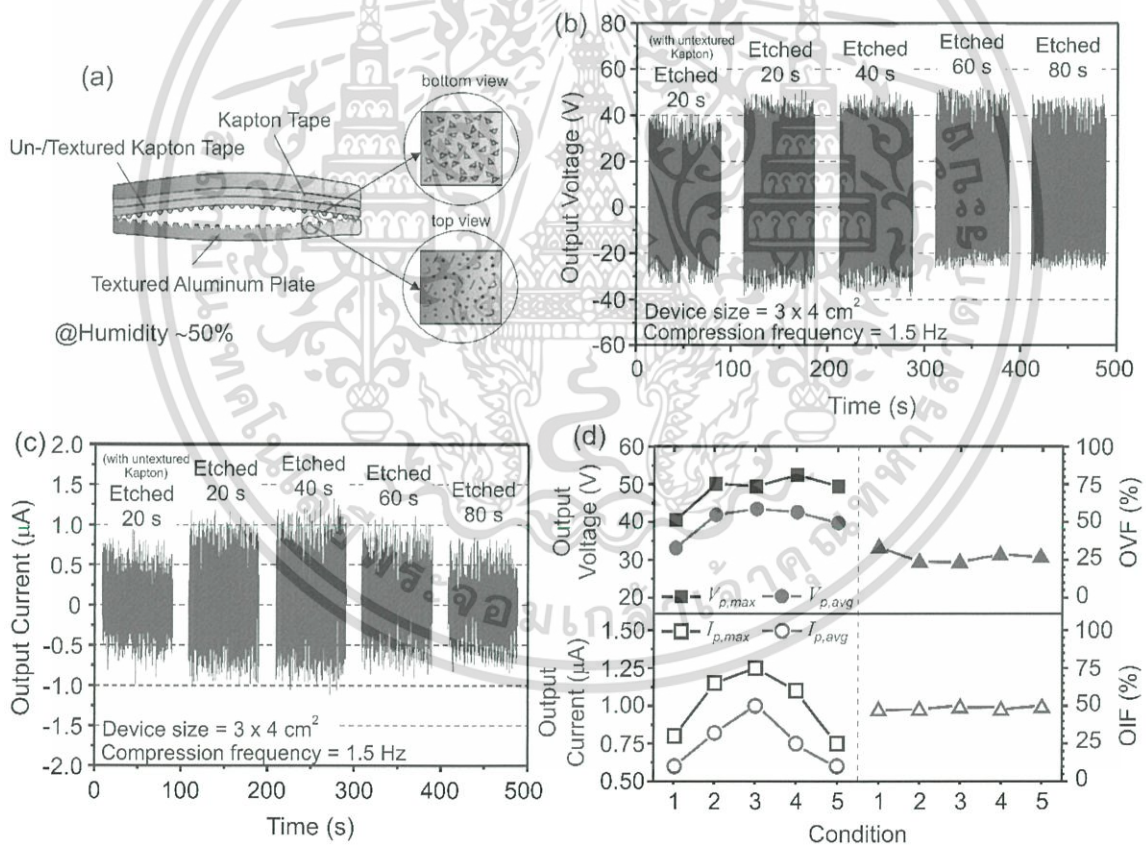 (a)
bottom view
Kapton Tape
Un-/Textured Kapton Tape
top view
Textured Aluminum Plate
@Humidity ~50%
(b)
80
60
40
20
0
-20
-40
-60
Output Voltage (V)
(with untextured
Kapton)
Etched
20 s
Etched
20 s
Etched
40 s
Etched
60 s
Etched
80 s
Device size = 3 x 4 cm²
Compression frequency = 1.5 Hz
0 100 200 300 400 500
Time (s)
(c)
2.0
1.5
1.0
0.5
0
-0.5
-1.0
-1.5
-2.0
Output Current (µA)
(with untextured
Kapton)
Etched
20 s
Etched
20 s
Etched
40 s
Etched
60 s
Etched
80 s
Device size = 3 x 4 cm²
Compression frequency = 1.5 Hz
0 100 200 300 400 500
Time (s)
(d)
60
50
40
30
20
Output
Voltage (V)
Vp,max Vp,avg
100
75
50
25
0
OVF (%)
1.50
1.25
1.00
0.75
0.50
Output
Current (µA)
Ip,max Ip,avg
100
75
50
25
0
OIF (%)
1 2 3 4 5 1 2 3 4 5
Condition